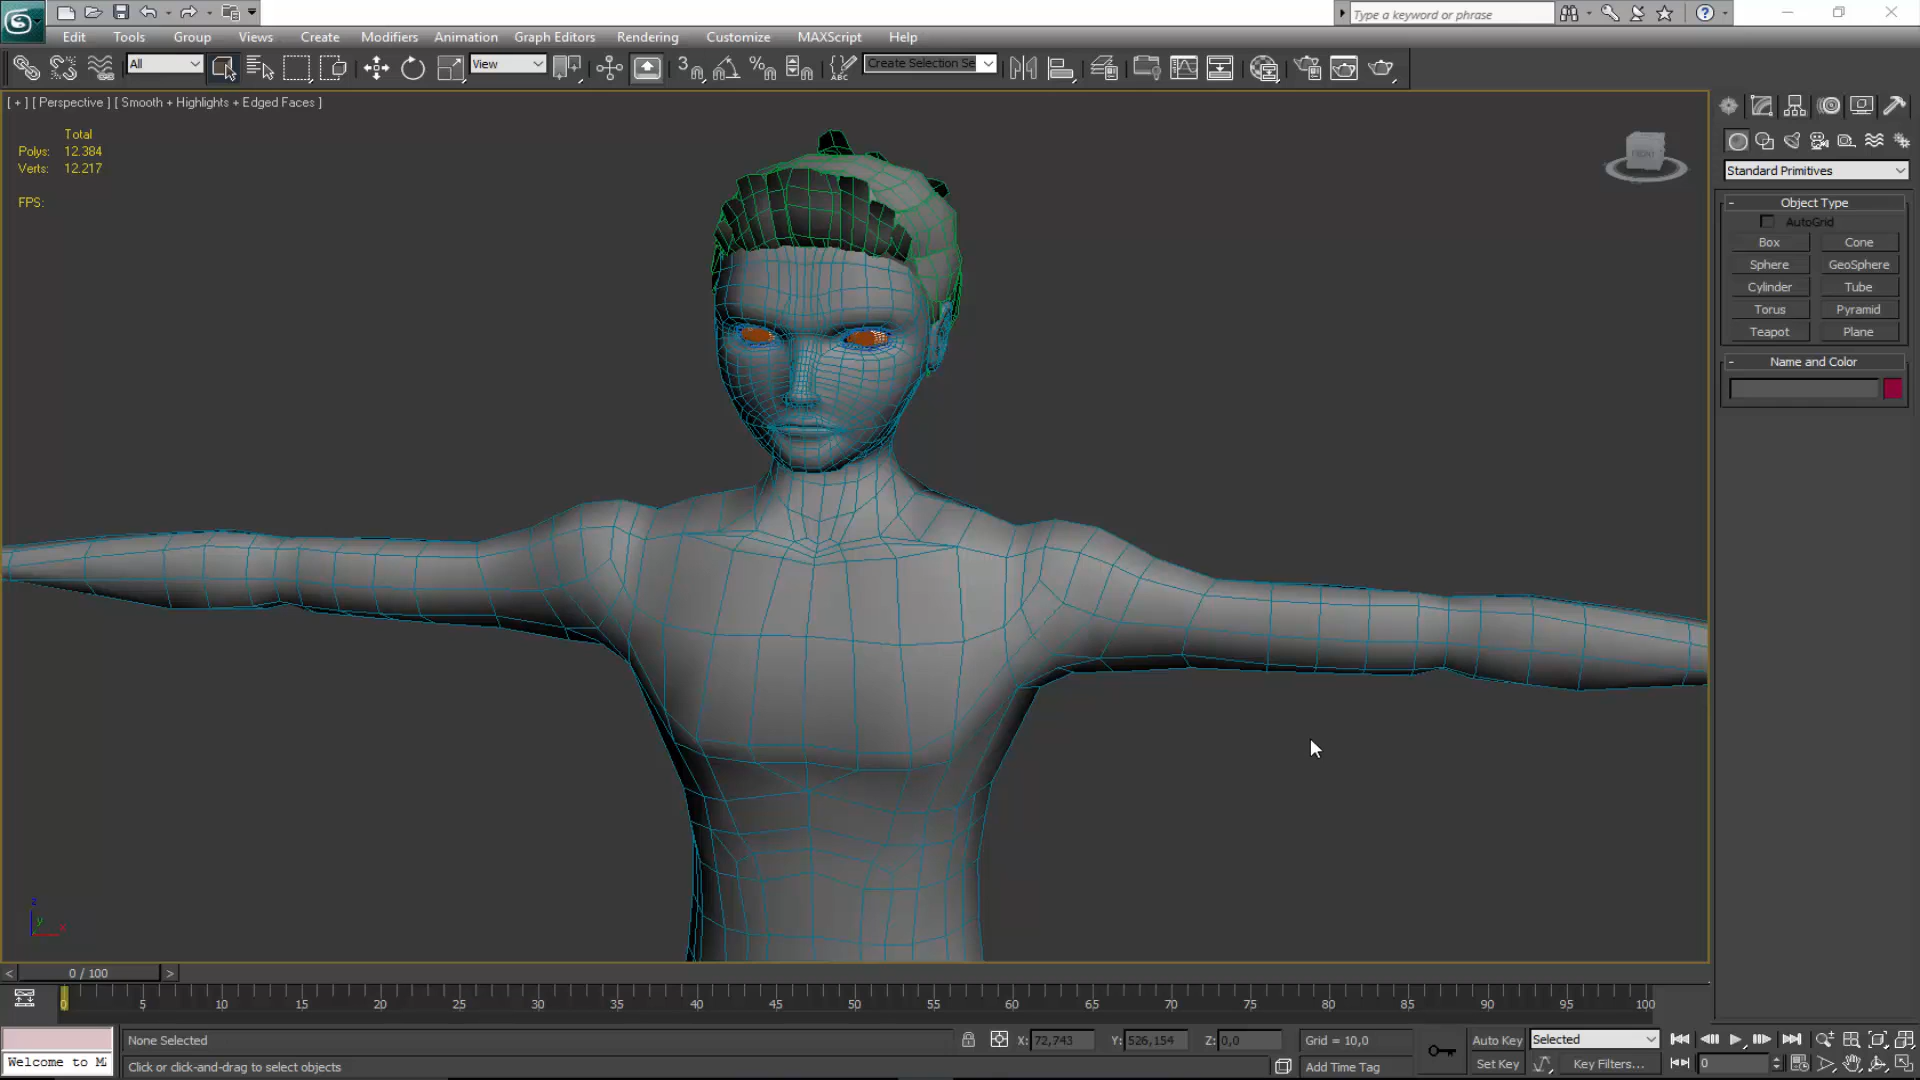 Type a keyword or phrase
Edit Tools Group Views Create Modifiers Animation Graph Editors Rendering Customize MAXScript Help
All View Create Selection Se
[ + ] [ Perspective ] [ Smooth + Highlights + Edged Faces ]
Total
Polys: 12.384
Verts: 12.217
FPS:
FRONT
Standard Primitives
- Object Type
AutoGrid
Box Cone
Sphere GeoSphere
Cylinder Tube
Torus Pyramid
Teapot Plane
- Name and Color
z
y
x
< 0 / 100 >
0 5 10 15 20 25 30 35 40 45 50 55 60 65 70 75 80 85 90 95 100
None Selected X: 72,743 Y: 526,154 Z: 0,0 Grid = 10,0 Auto Key Selected
Welcome to M Click or click-and-drag to select objects Add Time Tag Set Key Key Filters... 0